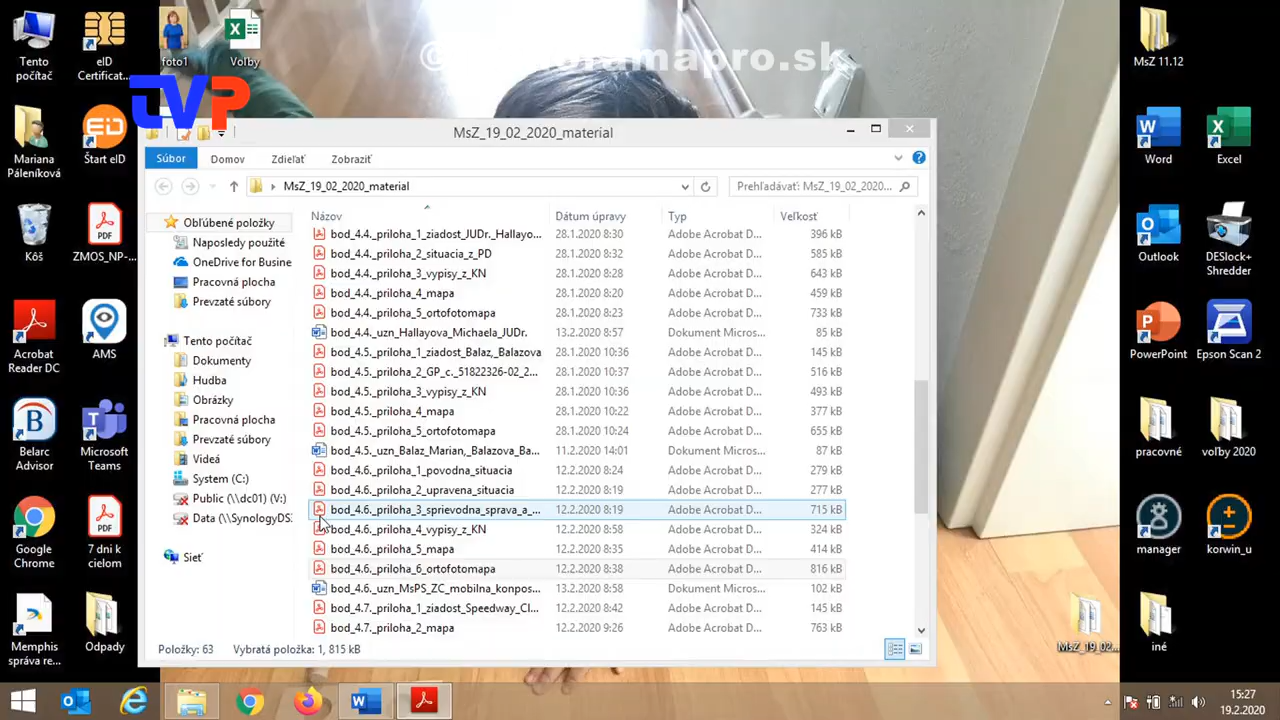 foto1
Voľby
Tento počítač
eID Certificat...
TVP
mapro.sk
MsZ 11.12
MsZ_19_02_2020_material
Súbor
Domov
Zdieľať
Zobraziť
MsZ_19_02_2020_material
Prehľadávať: MsZ_19_02_2020...
Mariana Páleníková
Štart eID
Word
Excel
Názov
Dátum úpravy
Typ
Veľkosť
Obľúbené položky
Naposledy použité
OneDrive for Busine
Pracovná plocha
Prevzaté súbory
Tento počítač
Dokumenty
Hudba
Obrázky
Pracovná plocha
Prevzaté súbory
Videá
System (C:)
Public (\\dc01) (V:)
Data (\\SynologyDS:
Sieť
bod_4.4._priloha_1_ziadost_JUDr._Hallayo... 28.1.2020 8:30 Adobe Acrobat D... 396 kB
bod_4.4._priloha_2_situacia_z_PD 28.1.2020 8:32 Adobe Acrobat D... 585 kB
bod_4.4._priloha_3_vypisy_z_KN 28.1.2020 8:28 Adobe Acrobat D... 643 kB
bod_4.4._priloha_4_mapa 28.1.2020 8:20 Adobe Acrobat D... 459 kB
bod_4.4._priloha_5_ortofotomapa 28.1.2020 8:23 Adobe Acrobat D... 733 kB
bod_4.4._uzn_Hallayova_Michaela_JUDr. 13.2.2020 8:57 Dokument Micros... 85 kB
bod_4.5._priloha_1_ziadost_Balaz,_Balazova 28.1.2020 10:36 Adobe Acrobat D... 145 kB
bod_4.5._priloha_2_GP_c._51822326-02_2... 28.1.2020 10:37 Adobe Acrobat D... 516 kB
bod_4.5._priloha_3_vypisy_z_KN 28.1.2020 10:36 Adobe Acrobat D... 493 kB
bod_4.5._priloha_4_mapa 28.1.2020 10:22 Adobe Acrobat D... 377 kB
bod_4.5._priloha_5_ortofotomapa 28.1.2020 10:24 Adobe Acrobat D... 655 kB
bod_4.5._uzn_Balaz_Marian,_Balazova_Ba... 11.2.2020 14:01 Dokument Micros... 87 kB
bod_4.6._priloha_1_povodna_situacia 12.2.2020 8:24 Adobe Acrobat D... 279 kB
bod_4.6._priloha_2_upravena_situacia 12.2.2020 8:19 Adobe Acrobat D... 277 kB
bod_4.6._priloha_3_sprievodna_sprava_a_... 12.2.2020 8:19 Adobe Acrobat D... 715 kB
bod_4.6._priloha_4_vypisy_z_KN 12.2.2020 8:58 Adobe Acrobat D... 324 kB
bod_4.6._priloha_5_mapa 12.2.2020 8:35 Adobe Acrobat D... 414 kB
bod_4.6._priloha_6_ortofotomapa 12.2.2020 8:38 Adobe Acrobat D... 816 kB
bod_4.6._uzn_MsPS_ZC_mobilna_kompos... 13.2.2020 8:58 Dokument Micros... 102 kB
bod_4.7._priloha_1_ziadost_Speedway_Cl... 12.2.2020 8:42 Adobe Acrobat D... 145 kB
bod_4.7._priloha_2_mapa 12.2.2020 9:26 Adobe Acrobat D... 763 kB
Položky: 63
Vybratá položka: 1, 815 kB
Kôš
ZMOS_NP-...
Outlook
DESlock+ Shredder
Acrobat Reader DC
AMS
PowerPoint
Epson Scan 2
Belarc Advisor
Microsoft Teams
pracovné
voľby 2020
Google Chrome
7 dni k cielom
manager
korwin_u
Memphis správa re...
Odpady
MsZ_19_02...
iné
15:27
19.2.2020